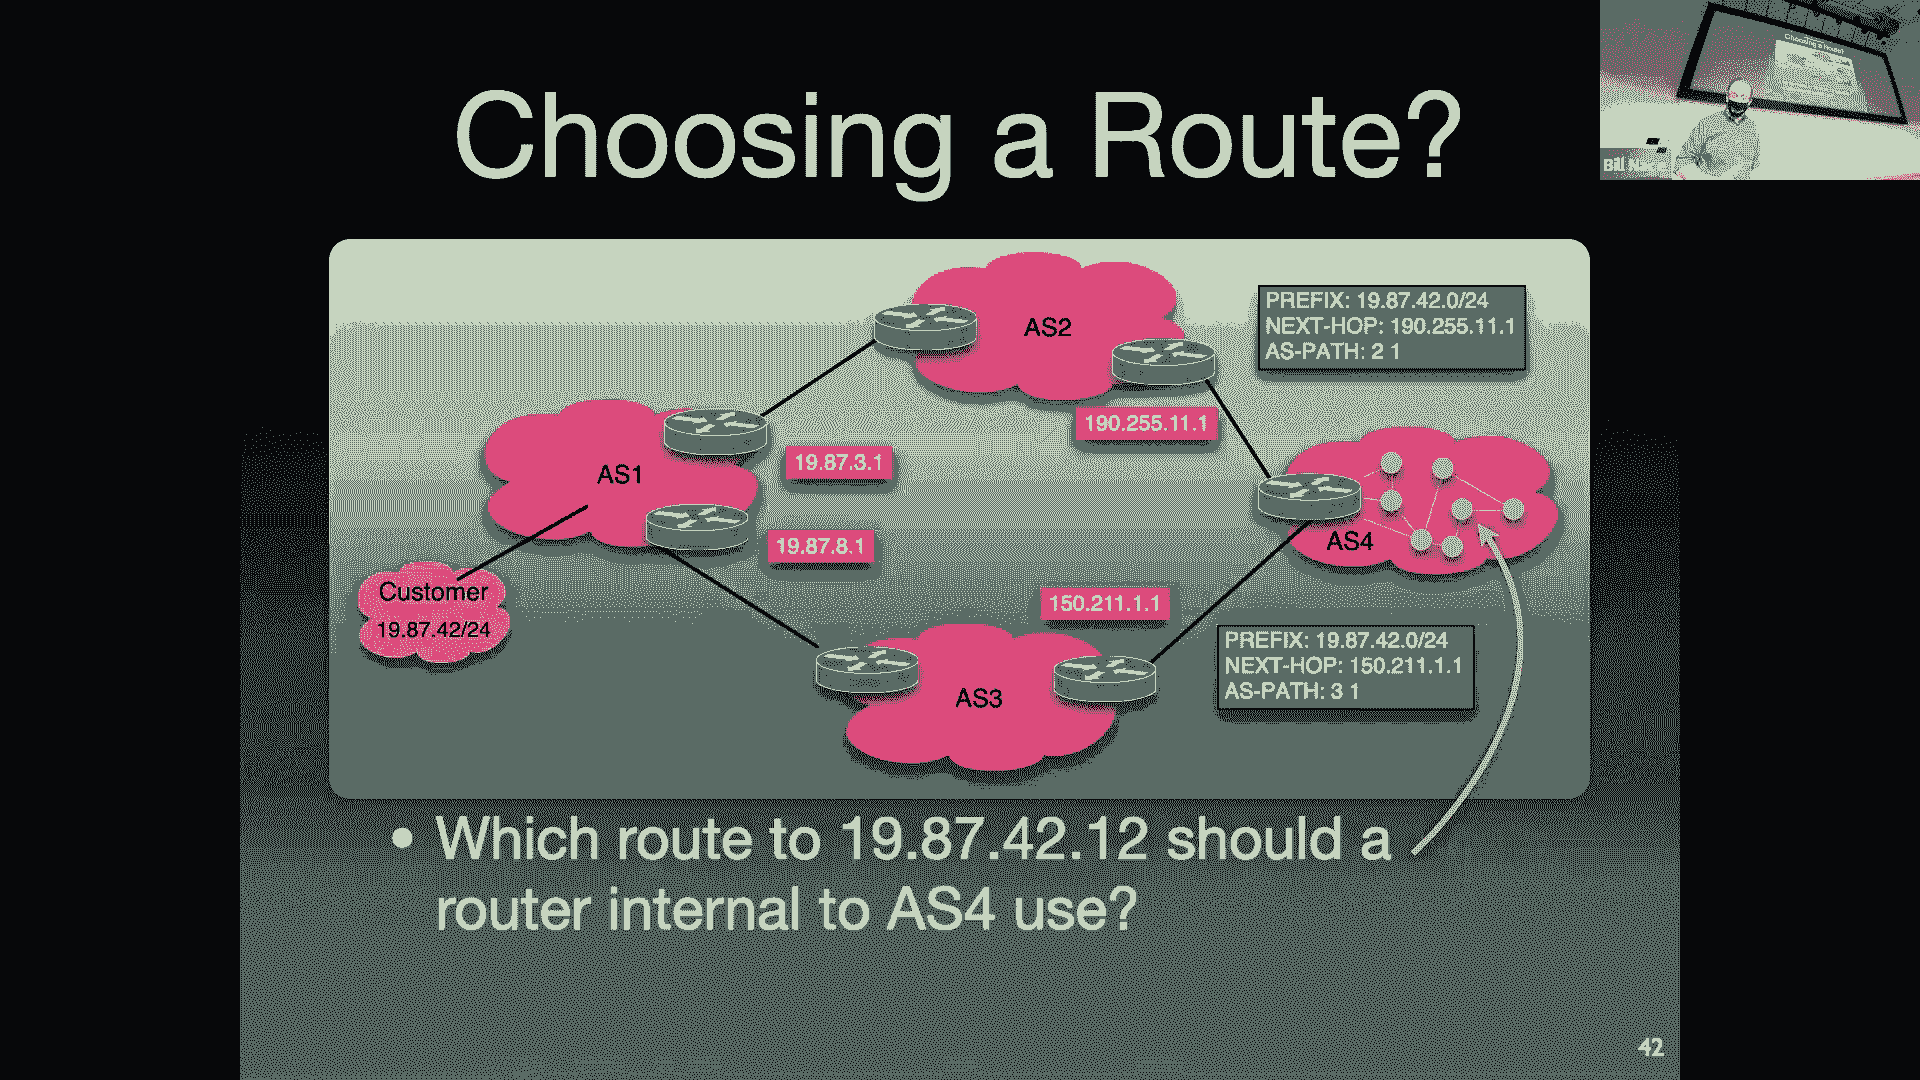 Choosing a Route?
Choosing a Route?
Bill
PREFIX: 19.87.42.0/24
NEXT-HOP: 190.255.11.1
AS-PATH: 2 1
AS2
190.255.11.1
AS1
19.87.3.1
19.87.8.1
AS4
Customer
19.87.42/24
150.211.1.1
PREFIX: 19.87.42.0/24
NEXT-HOP: 150.211.1.1
AS-PATH: 3 1
AS3
• Which route to 19.87.42.12 should a
router internal to AS4 use?
42